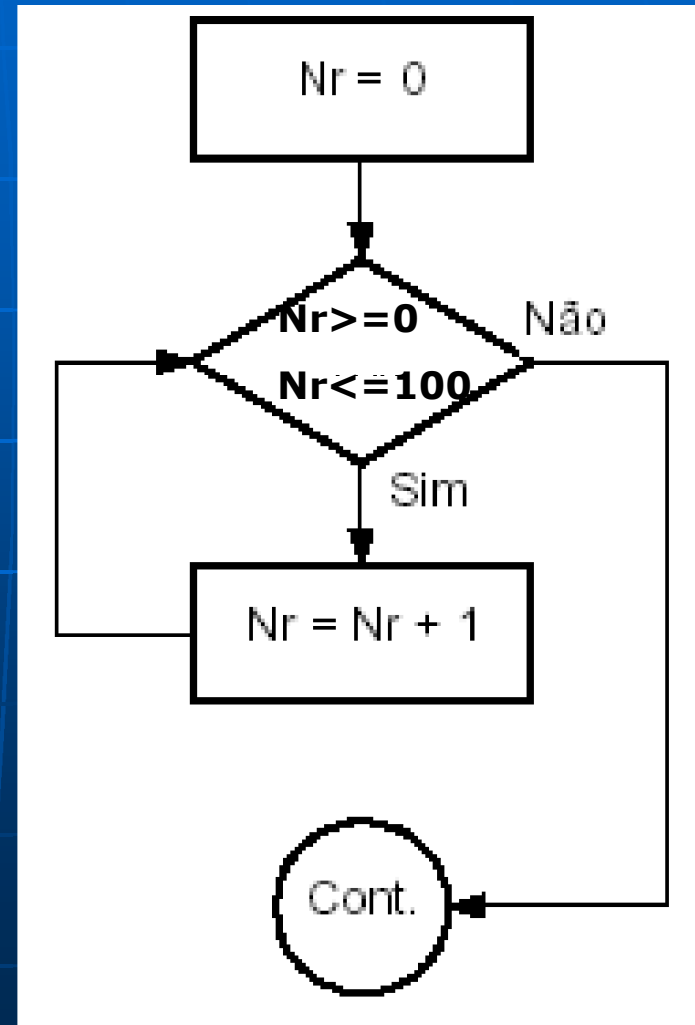 Nr = 0
Nr>=0
Não
Nr<=100
Sim
Nr = Nr + 1
Cont.